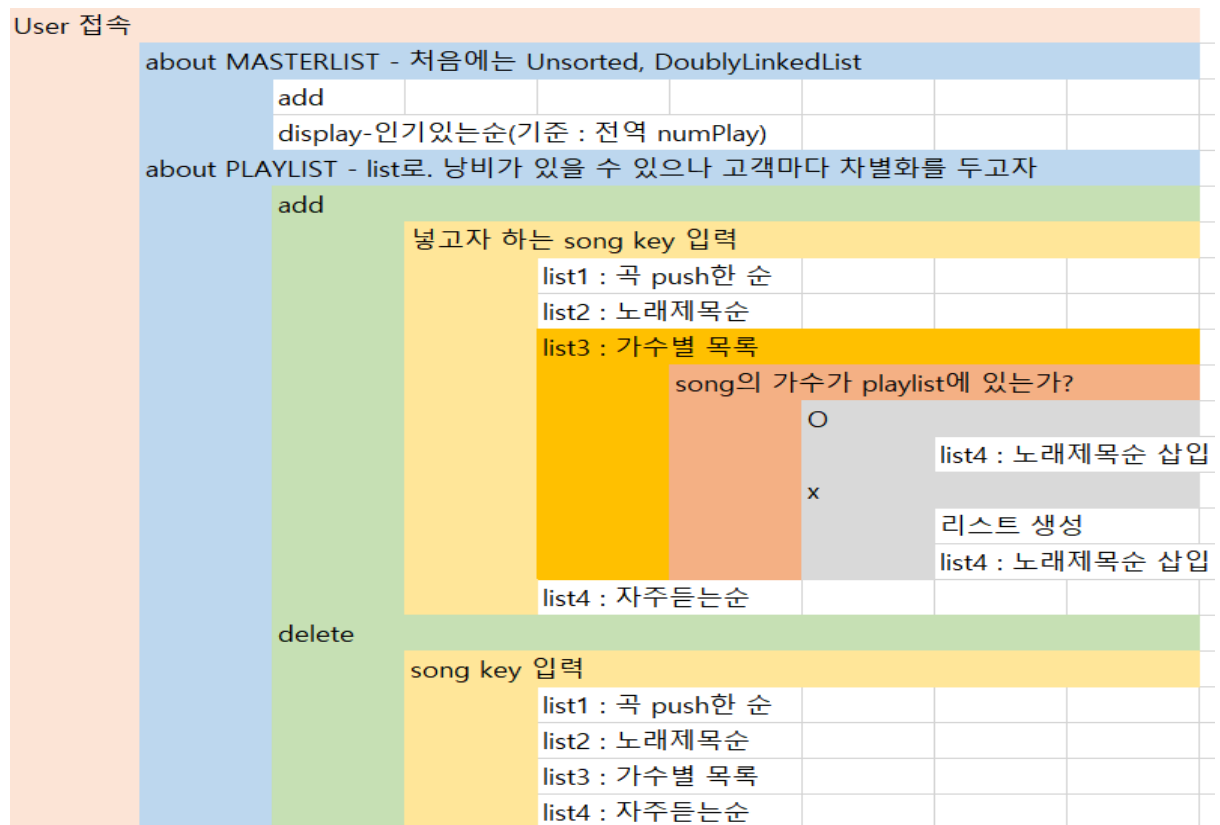 User 접속
about MASTERLIST - 처음에는 Unsorted, DoublyLinkedList
add
display-인기있는순(기준 : 전역 numPlay)
about PLAYLIST - list로. 낭비가 있을 수 있으나 고객마다 차별화를 두고자
add
넣고자 하는 song key 입력
list1 : 곡 push한 순
list2 : 노래제목순
list3 : 가수별 목록
song의 가수가 playlist에 있는가?
O
list4 : 노래제목순 삽입
x
리스트 생성
list4 : 노래제목순 삽입
list4 : 자주듣는순
delete
song key 입력
list1 : 곡 push한 순
list2 : 노래제목순
list3 : 가수별 목록
list4 : 자주듣는순